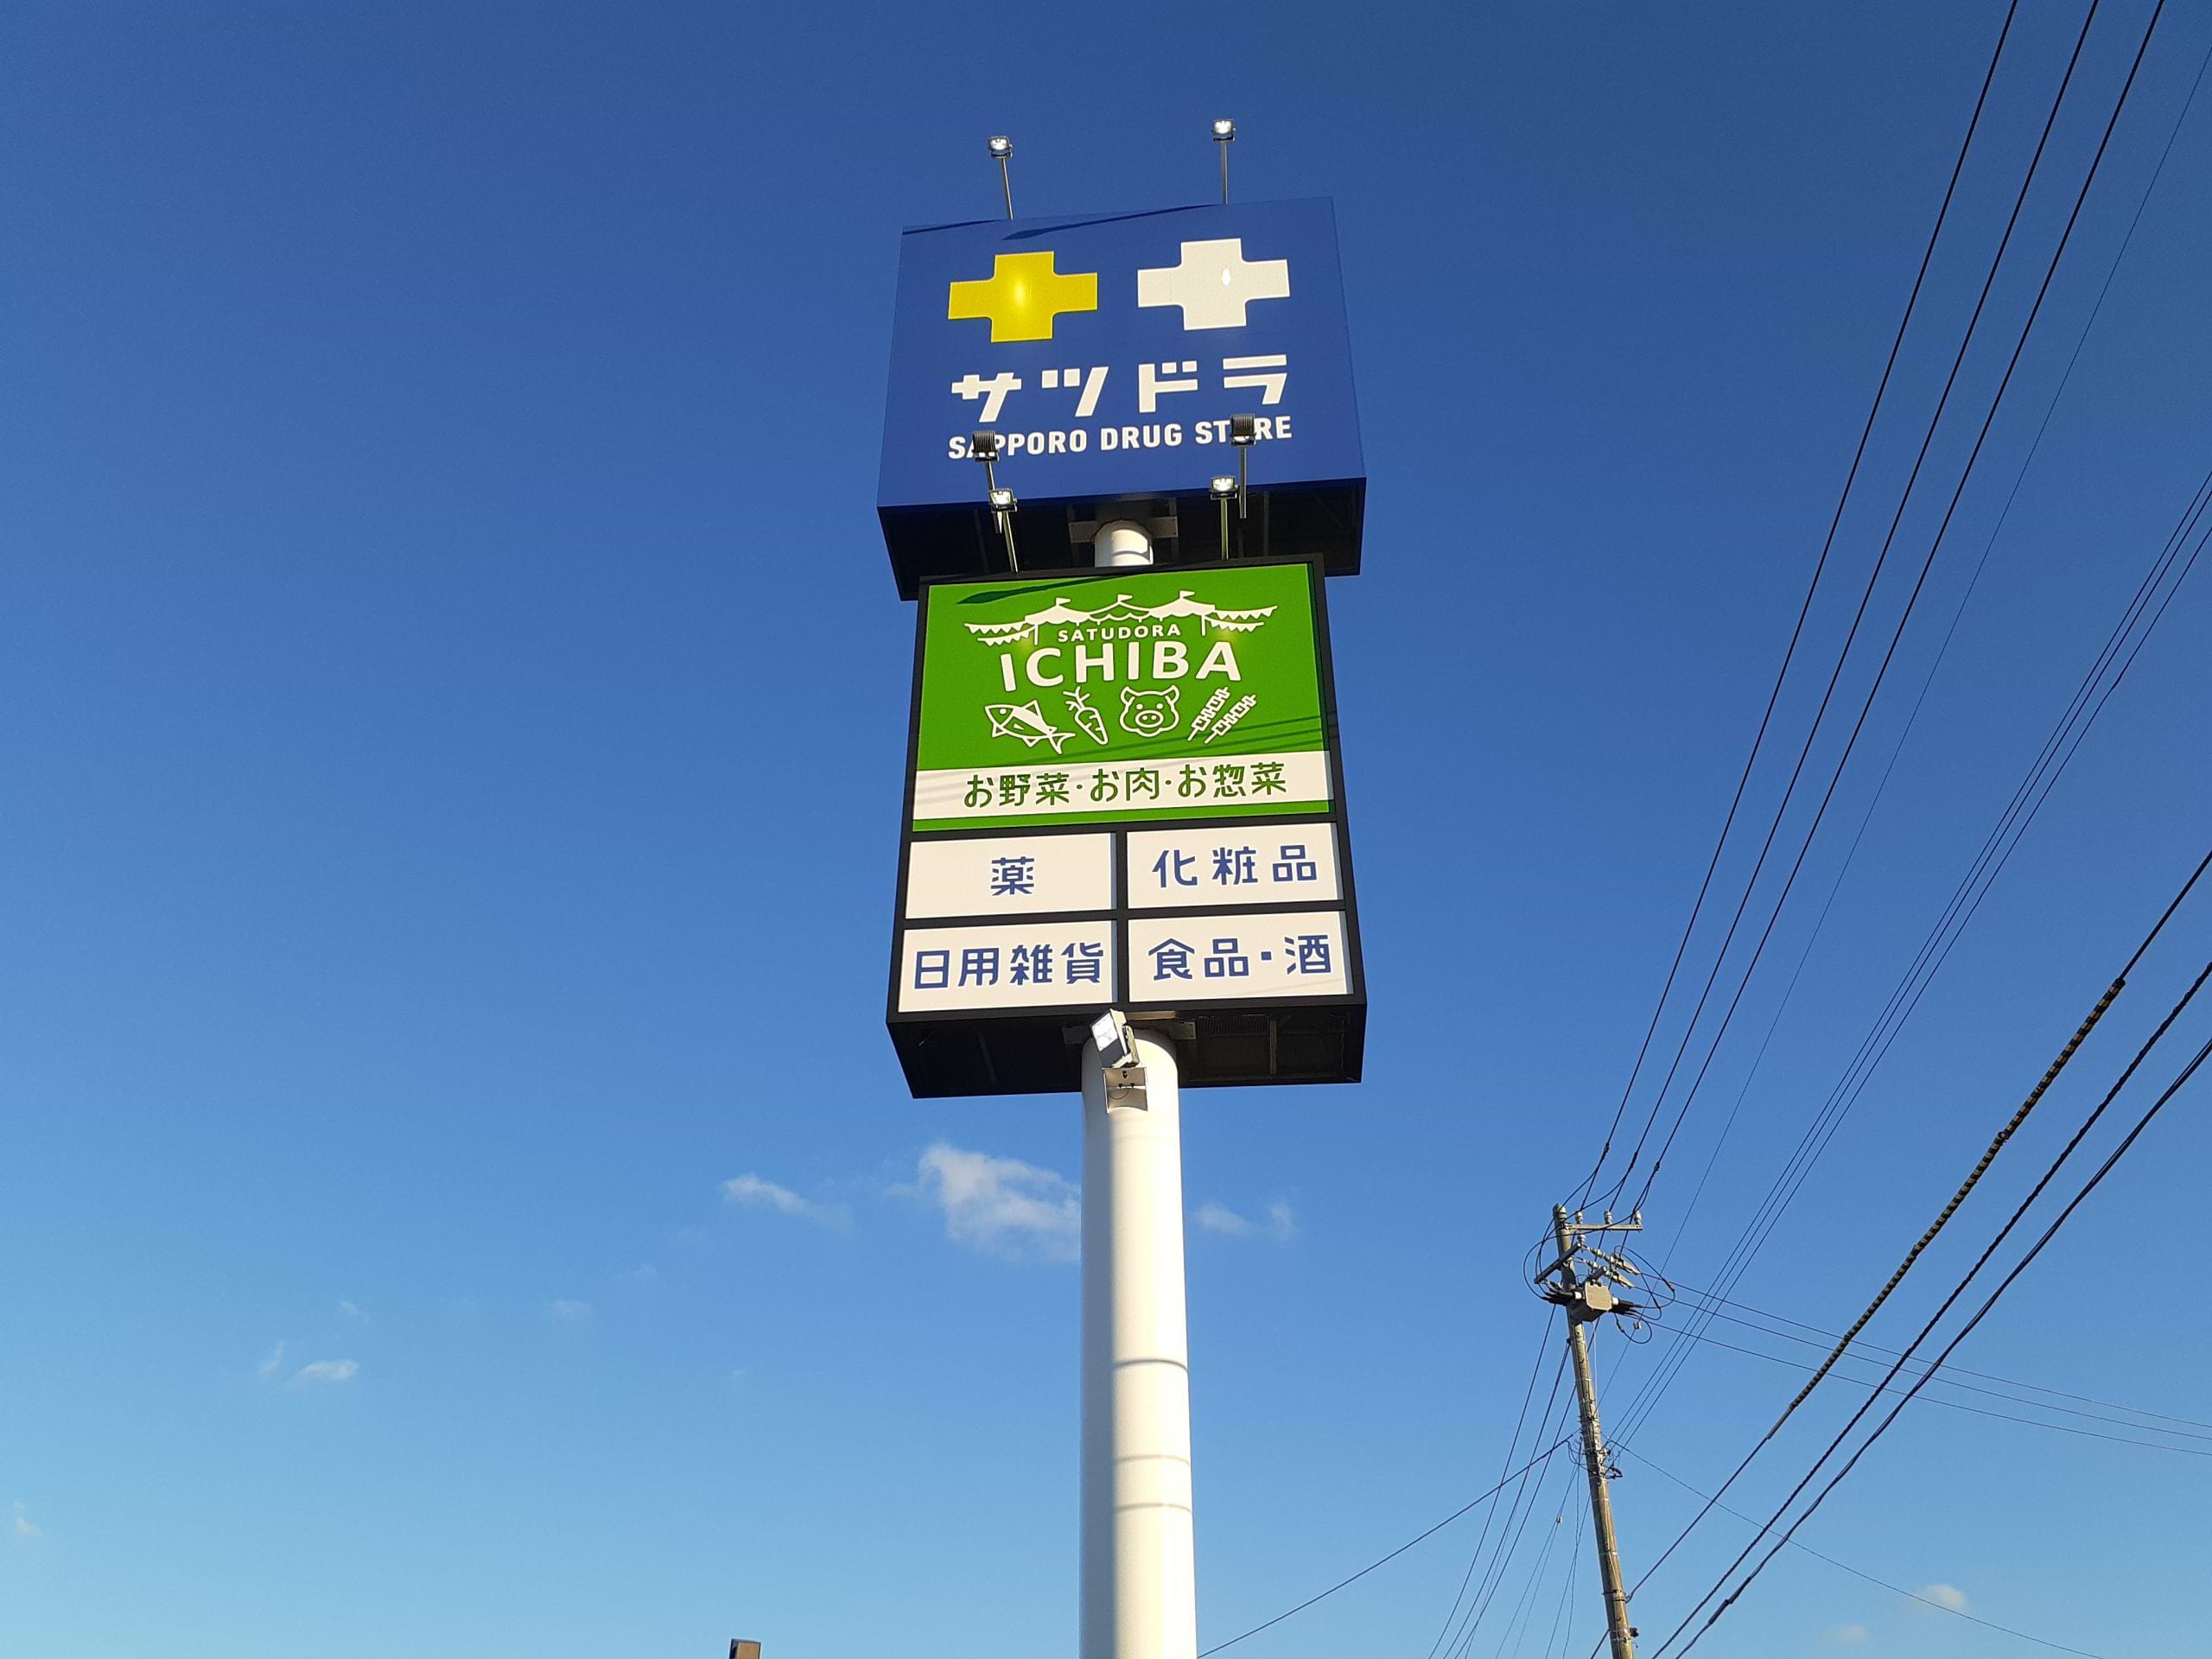 サツドラ
SAPPORO DRUG STORE
SATUDORA
ICHIBA
お野菜・お肉・お惣菜
薬
化粧品
日用雑貨
食品・酒